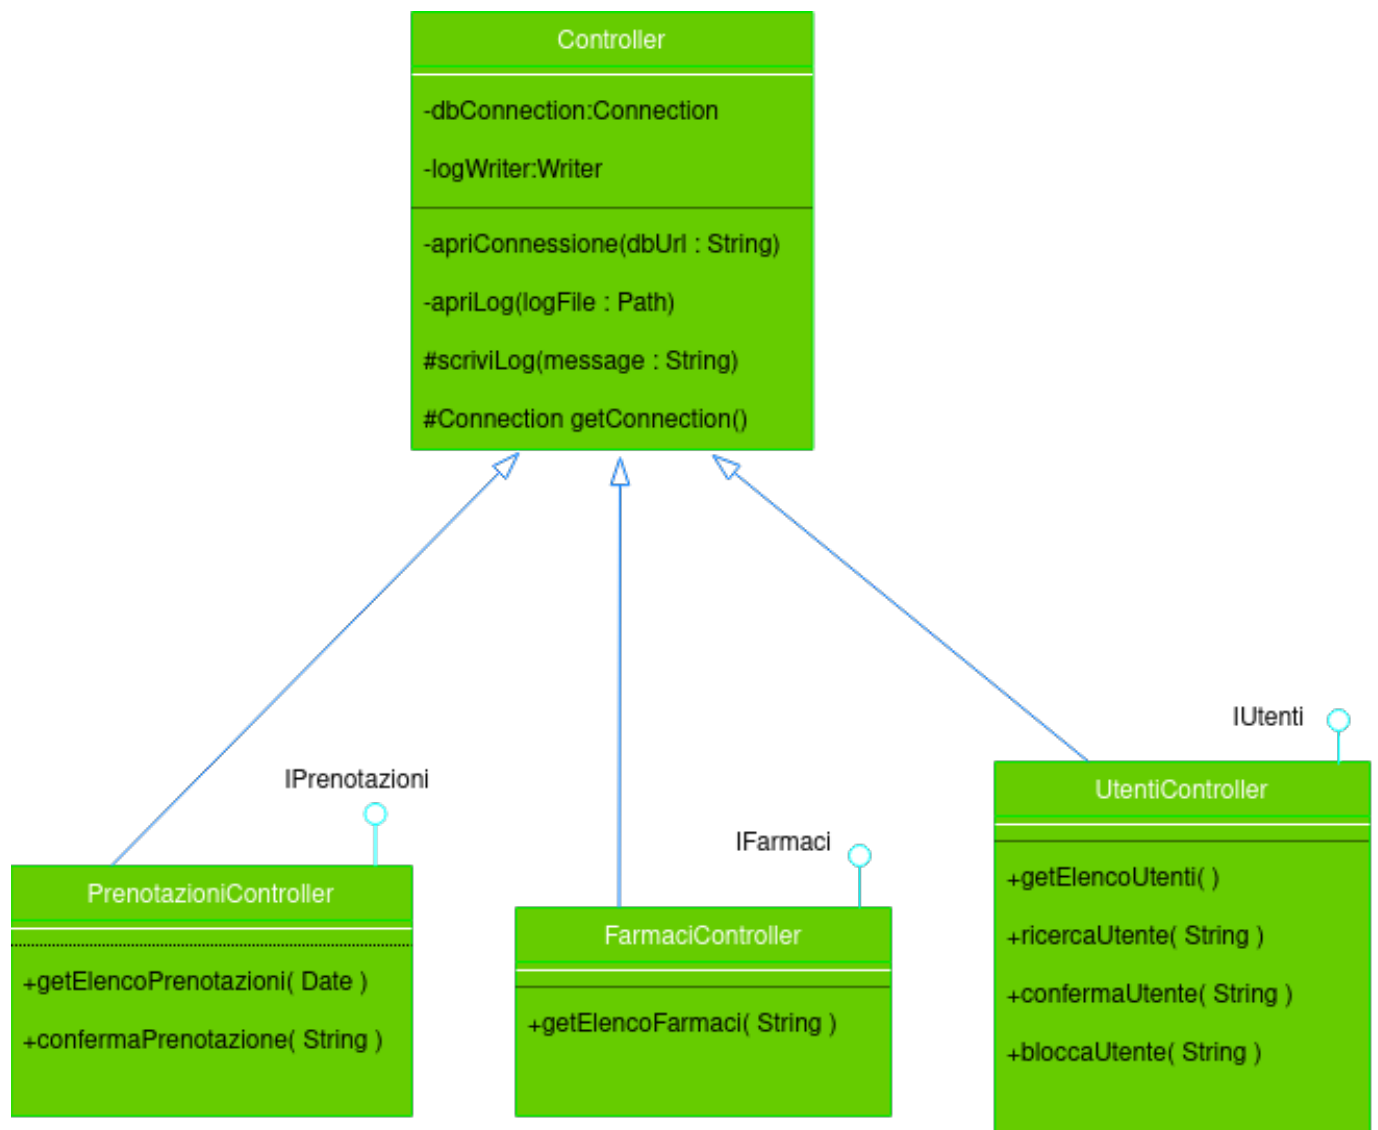 Controller
-dbConnection:Connection
-logWriter:Writer
-apriConnessione(dbUrl : String)
-apriLog(logFile : Path)
#scriviLog(message : String)
#Connection getConnection()
IPrenotazioni
PrenotazioniController
+getElencoPrenotazioni( Date )
+confermaPrenotazione( String )
IFarmaci
FarmaciController
+getElencoFarmaci( String )
IUtenti
UtentiController
+getElencoUtenti( )
+ricercaUtente( String )
+confermaUtente( String )
+bloccaUtente( String )